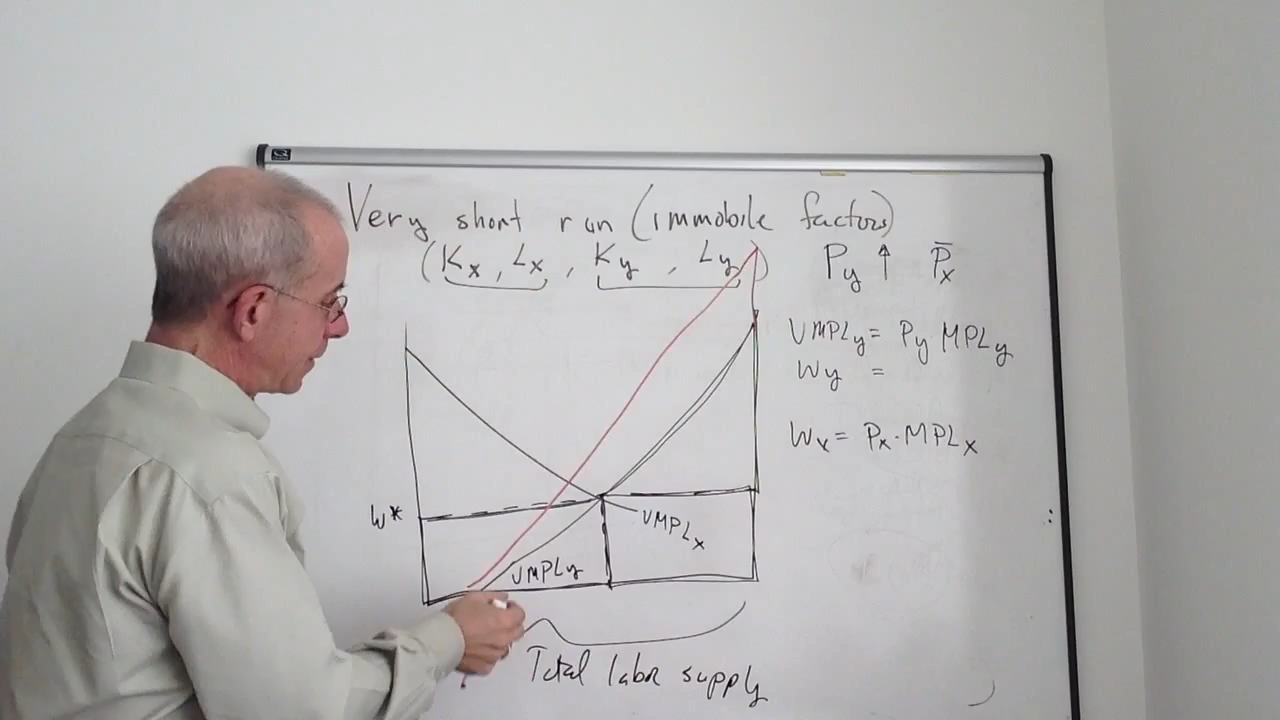 Very short run (immobile factors)
(Kx, Lx, Ky, Ly)
Py ↑ P̄x
VMPLy = Py MPLy
Wy =
Wx = Px · MPLx
W*
VMPLx
VMPLy
Total labor supply